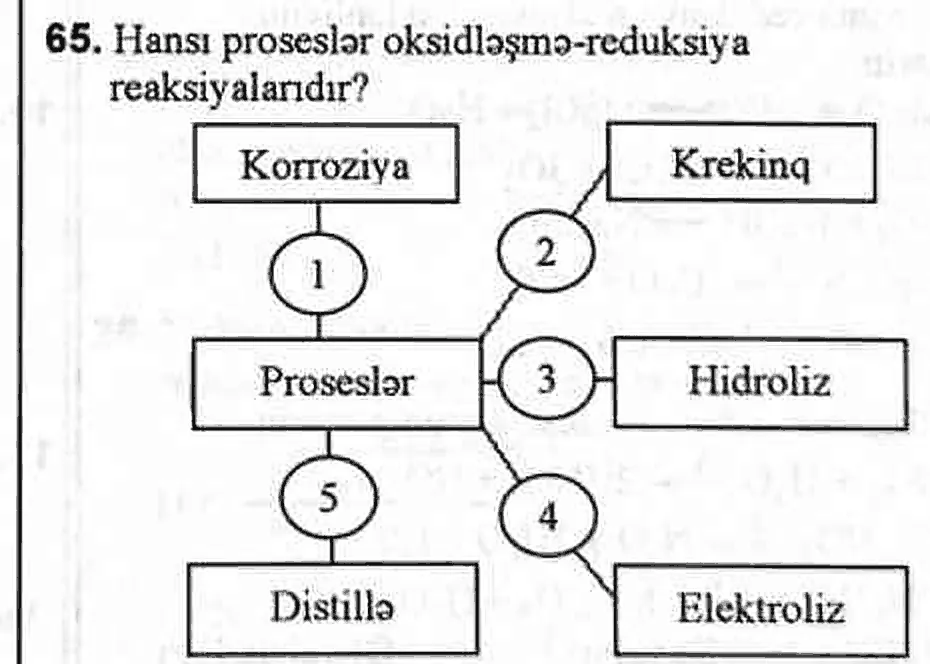 65. Hansı proseslər oksidləşmə-reduksiya
reaksiyalarıdır?
Korroziya
Krekinq
1
2
Proseslər
3
Hidroliz
5
4
Distillə
Elektroliz